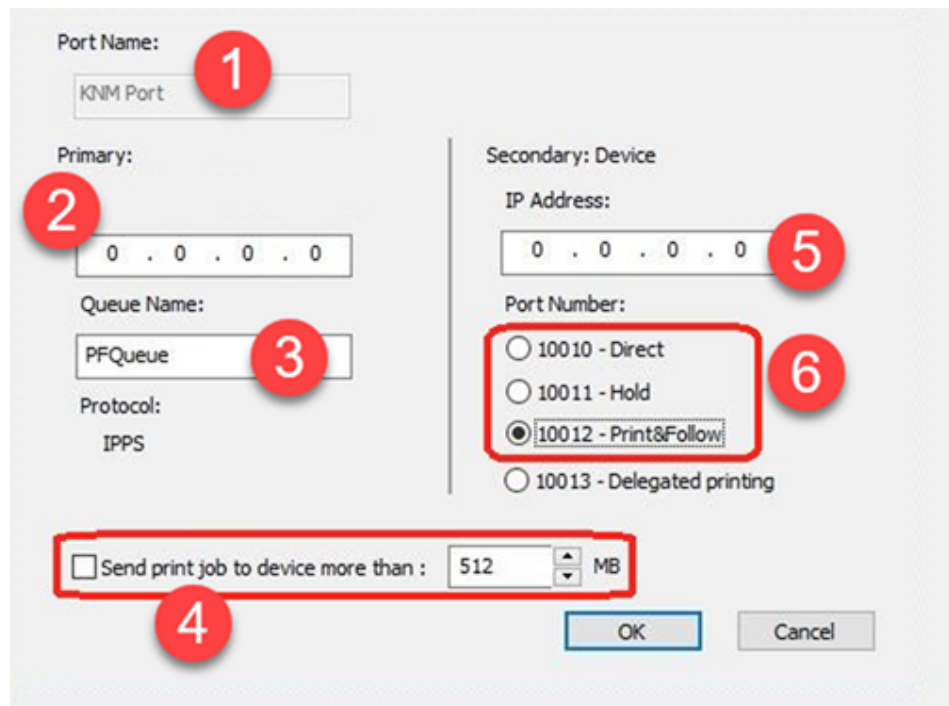 Port Name:
1
KNM Port
Primary:
2
0 . 0 . 0 . 0
Queue Name:
PFQueue
3
Protocol:
IPPS
Secondary: Device
IP Address:
0 . 0 . 0 . 0
5
Port Number:
10010 - Direct
10011 - Hold
6
10012 - Print&Follow
10013 - Delegated printing
Send print job to device more than : 512 MB
4
OK Cancel